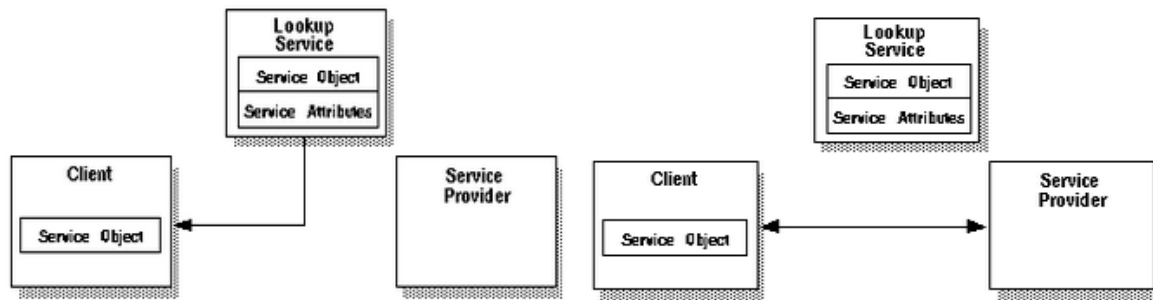 Lookup
Service
Service Object
Service Attributes
Client
Service Object
Service
Provider
Lookup
Service
Service Object
Service Attributes
Client
Service Object
Service
Provider